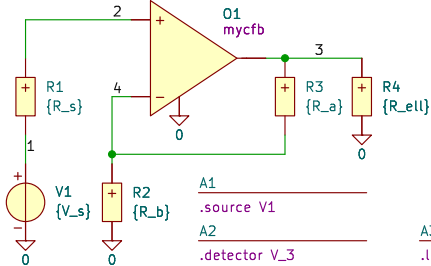 2
O1
mycfb
+
3
R1
{R_s}
4
R3
{R_a}
R4
{R_ell}
0
1
0
V1
{V_s}
R2
{R_b}
A1
.source V1
A2
.detector V_3
0
0